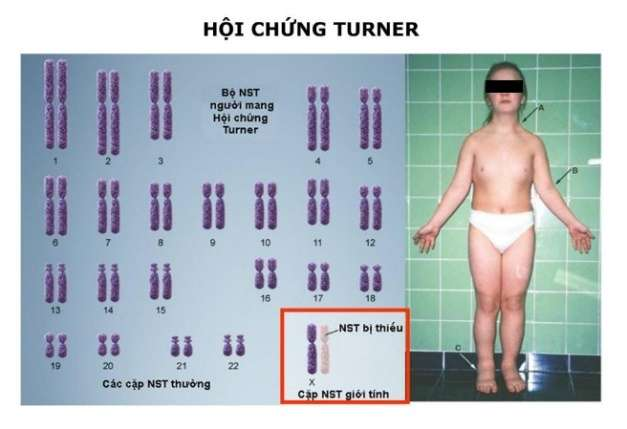 HỘI CHỨNG TURNER
Bộ NST
người mang
Hội chứng
Turner
1 2 3 4 5
6 7 8 9 10 11 12
13 14 15 16 17 18
19 20 21 22
NST bị thiếu
X
Các cặp NST thường
Cặp NST giới tính
A
B
C